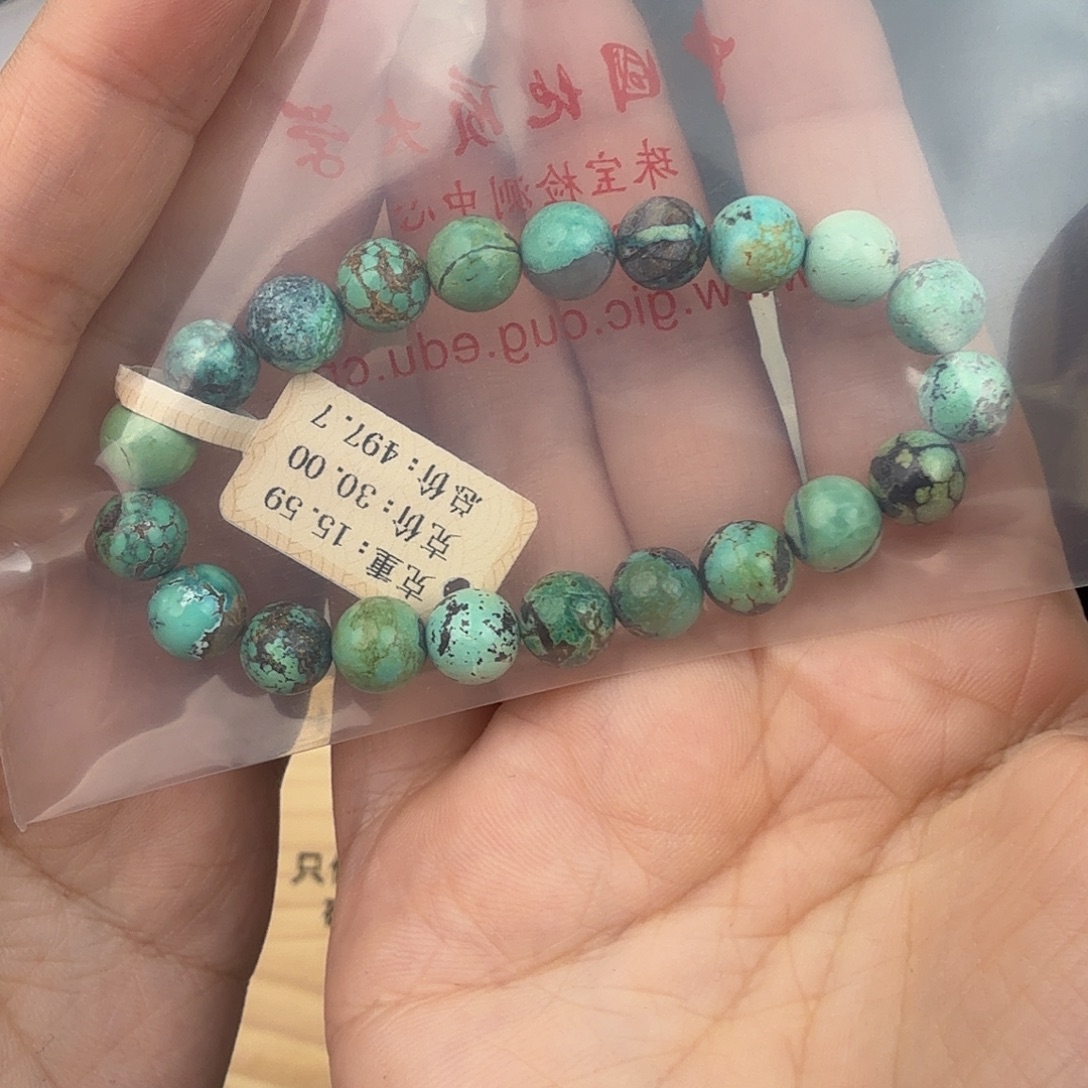 中国地质大学
珠宝检测中心
www.gic.cug.edu.cn
克重：15.59
克价：30.00
总价：497.7
只